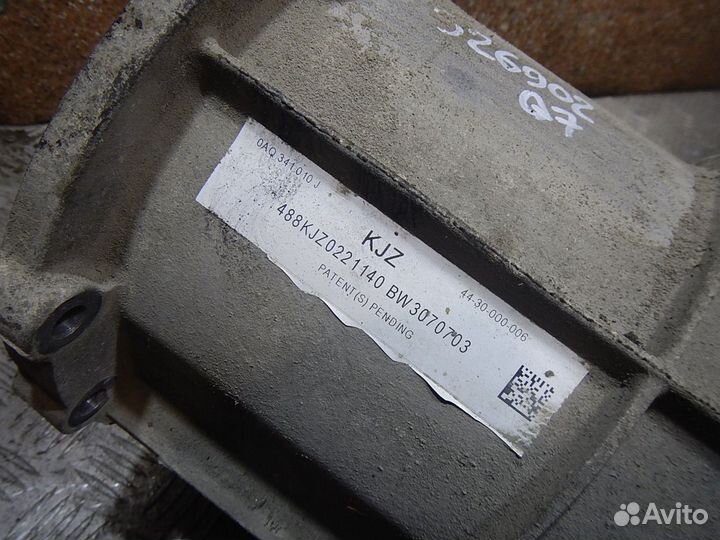 526902
Q7
0AQ 341 010 J
KJZ
44-30-000-006
488KJZ0221140 BW3070703
PATENT(S) PENDING
Avito